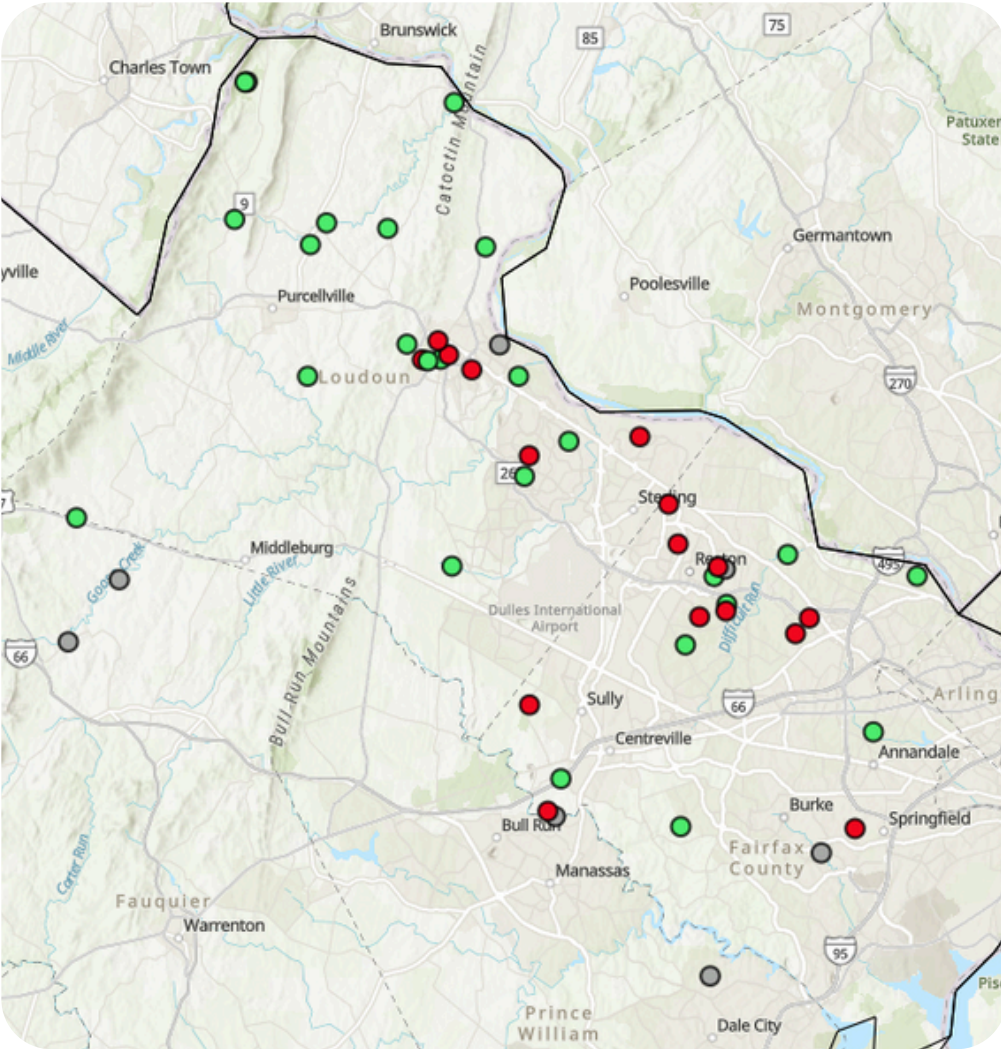 75
Brunswick
85
Charles Town
Patuxer
State
Catoctin Mountain
9
Germantown
yville
Poolesville
Purcellville
Montgomery
Middle River
Loudoun
270
26
Sterling
7
Middleburg
Reston
495
Goose Creek
Little River
Dulles International
Airport
Difficult Run
66
Bull Run Mountains
Arling
Sully
66
Centreville
Annandale
Burke
Springfield
Bull Run
Fairfax
County
Manassas
Carter Run
Fauquier
Warrenton
95
Pis
Prince
William
Dale City